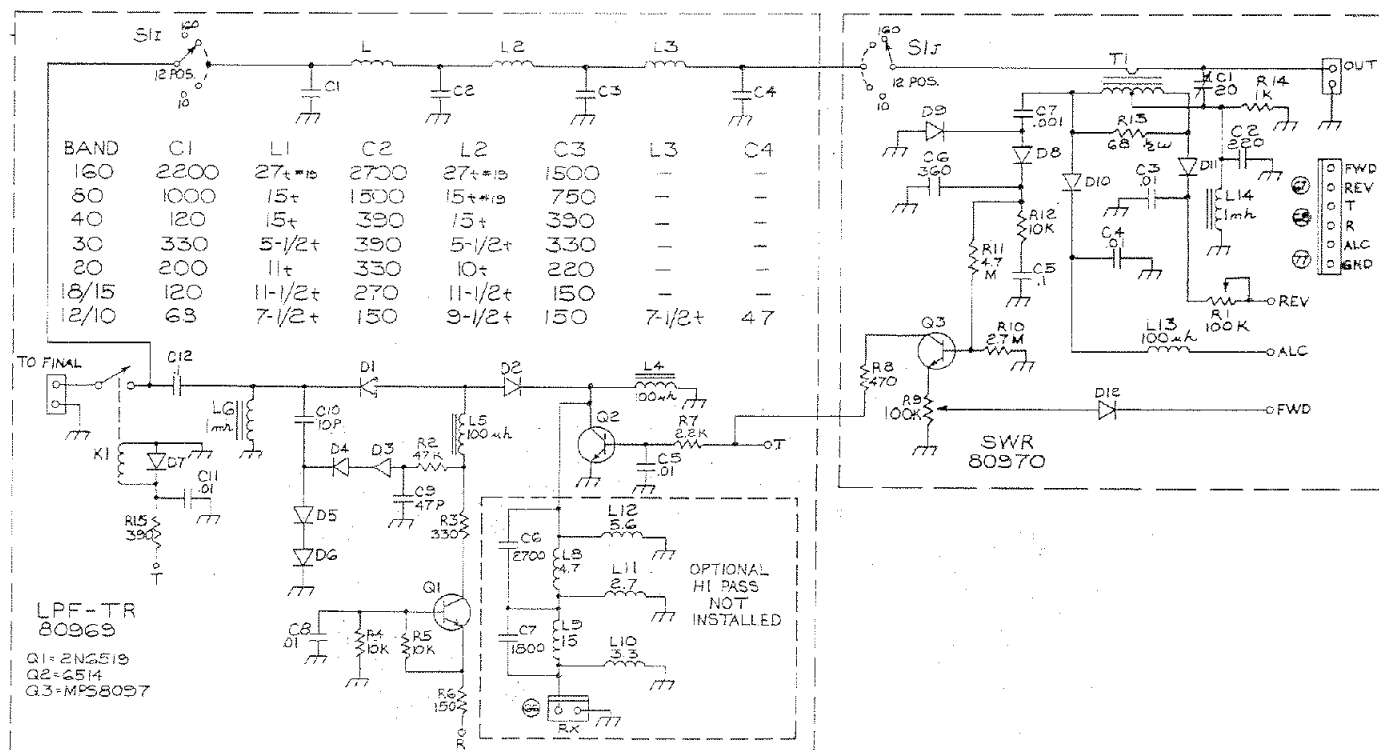 S1I
160
12 POS.
10
L
L2
L3
C1
C2
C3
C4
BAND C1 L1 C2 L2 C3 L3 C4
160 2200 27t#19 2700 27t#19 1500
80 1000 15t 1500 15t#19 750 - -
40 120 15t 390 15t 390 - -
30 330 5-1/2t 390 5-1/2t 330 - -
20 200 11t 330 10t 220 - -
18/15 120 11-1/2t 270 11-1/2t 150 - -
12/10 68 7-1/2t 150 9-1/2t 150 7-1/2t 47
TO FINAL
C12
D1
D2
L4
100uh
L6
1mh
C10
10P
L5
100uh
Q2
R7
2.2K
T
C5
.01
K1
D7
C11
.01
R15
390
T
D4
D3
R2
47K
C9
47P
D5
D6
R3
330
Q1
C8
.01
R4
10K
R5
10K
R6
150
R
LPF-TR
80969
Q1=2N6519
Q2=6514
Q3=MPS8097
C6
2700
L8
4.7
L12
5.6
L11
2.7
C7
1800
L9
15
L10
3.3
OPTIONAL
HI PASS
NOT
INSTALLED
RX
S1J
160
12 POS.
10
T1
C1
20
R14
1K
OUT
D9
C7
.001
R13
68 ½W
C2
220
C6
360
D8
D10
C3
.01
D11
L14
1mh
R12
10K
C4
.01
R11
4.7
M
C5
.1
FWD
REV
T
R
ALC
GND
67
77
R1
100K
REV
Q3
R10
2.7M
L13
100uh
ALC
R8
470
R9
100K
D12
FWD
SWR
80970